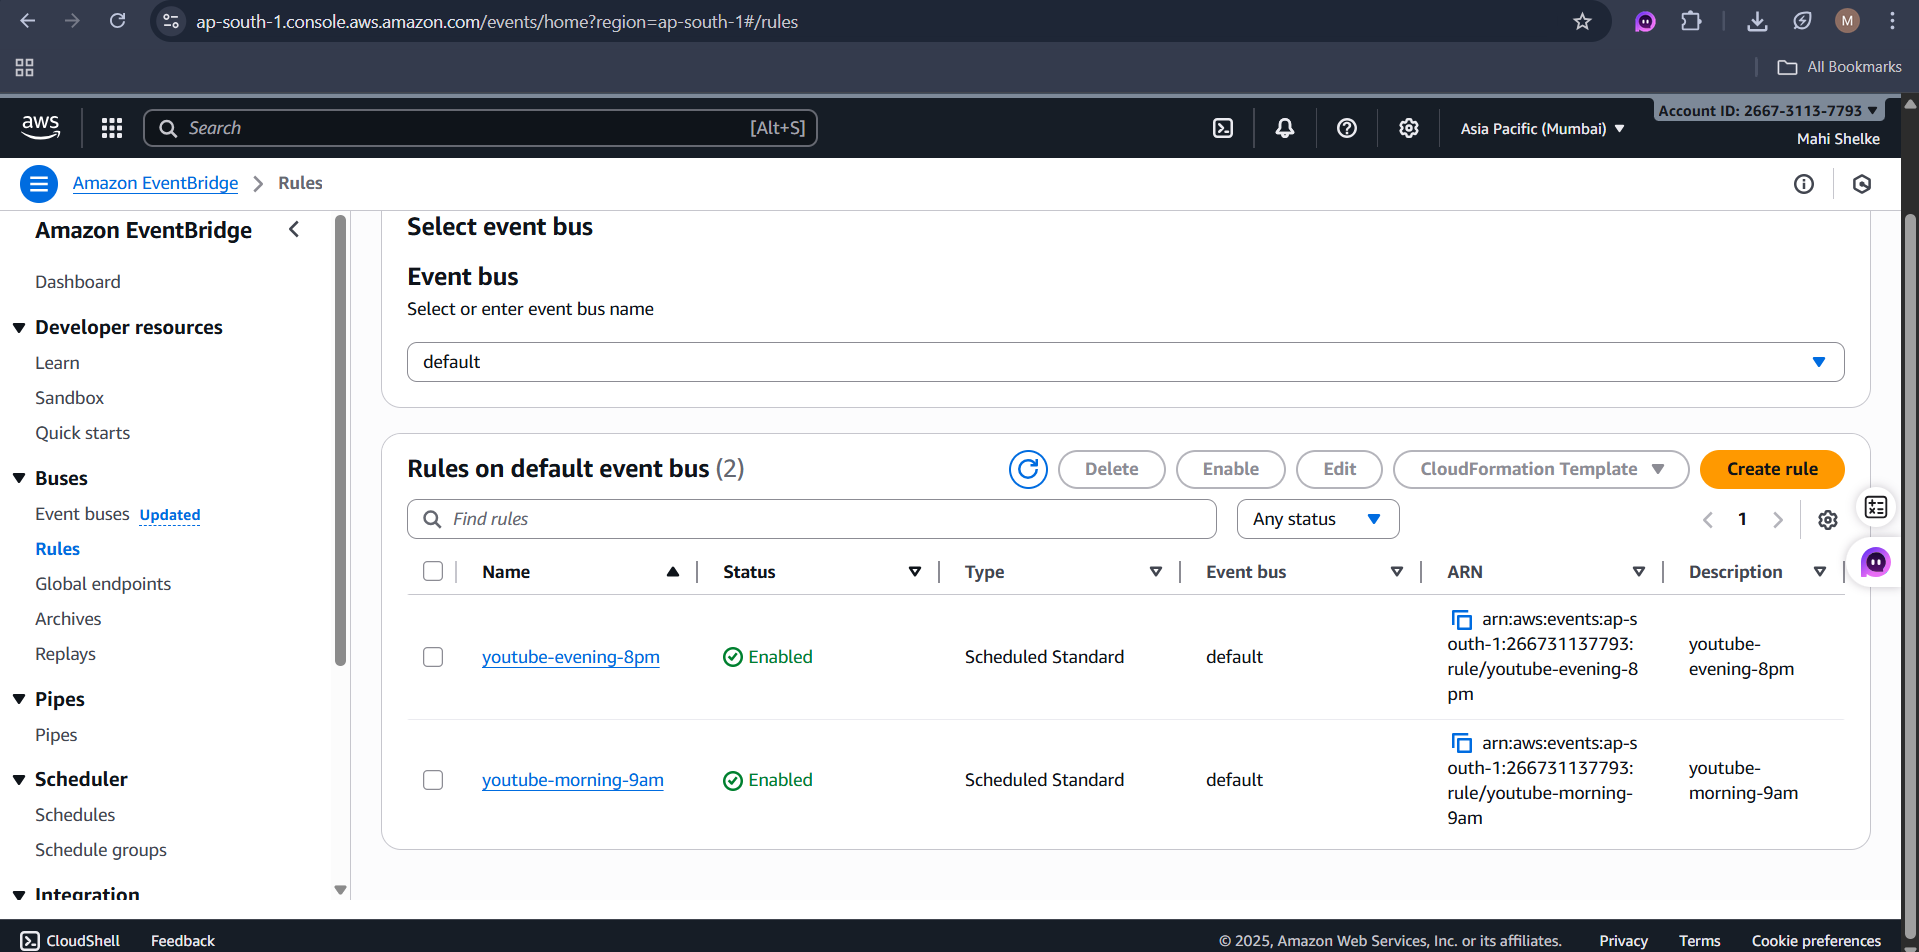 ap-south-1.console.aws.amazon.com/events/home?region=ap-south-1#/rules
M
All Bookmarks
aws
Search
[Alt+S]
Asia Pacific (Mumbai)
Account ID: 2667-3113-7793
Mahi Shelke
Amazon EventBridge
Rules
Amazon EventBridge
Dashboard
Developer resources
Learn
Sandbox
Quick starts
Buses
Event buses Updated
Rules
Global endpoints
Archives
Replays
Pipes
Pipes
Scheduler
Schedules
Schedule groups
Integration
Select event bus
Event bus
Select or enter event bus name
default
Rules on default event bus (2)
Delete
Enable
Edit
CloudFormation Template
Create rule
Find rules
Any status
1
Name
Status
Type
Event bus
ARN
Description
youtube-evening-8pm
Enabled
Scheduled Standard
default
arn:aws:events:ap-s
outh-1:266731137793:
rule/youtube-evening-8
pm
youtube-
evening-8pm
youtube-morning-9am
Enabled
Scheduled Standard
default
arn:aws:events:ap-s
outh-1:266731137793:
rule/youtube-morning-
9am
youtube-
morning-9am
CloudShell
Feedback
© 2025, Amazon Web Services, Inc. or its affiliates.
Privacy
Terms
Cookie preferences